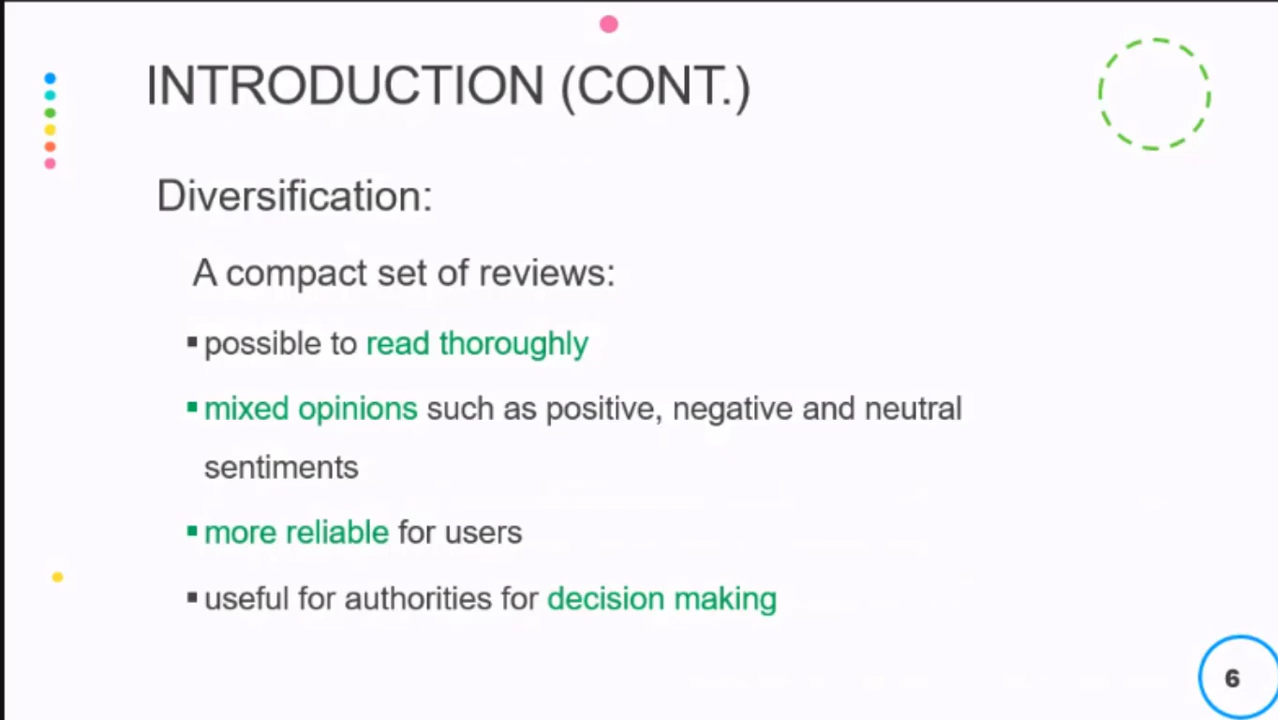 INTRODUCTION (CONT.)
Diversification:
A compact set of reviews:
▪ possible to read thoroughly
▪ mixed opinions such as positive, negative and neutral
sentiments
▪ more reliable for users
▪ useful for authorities for decision making
6